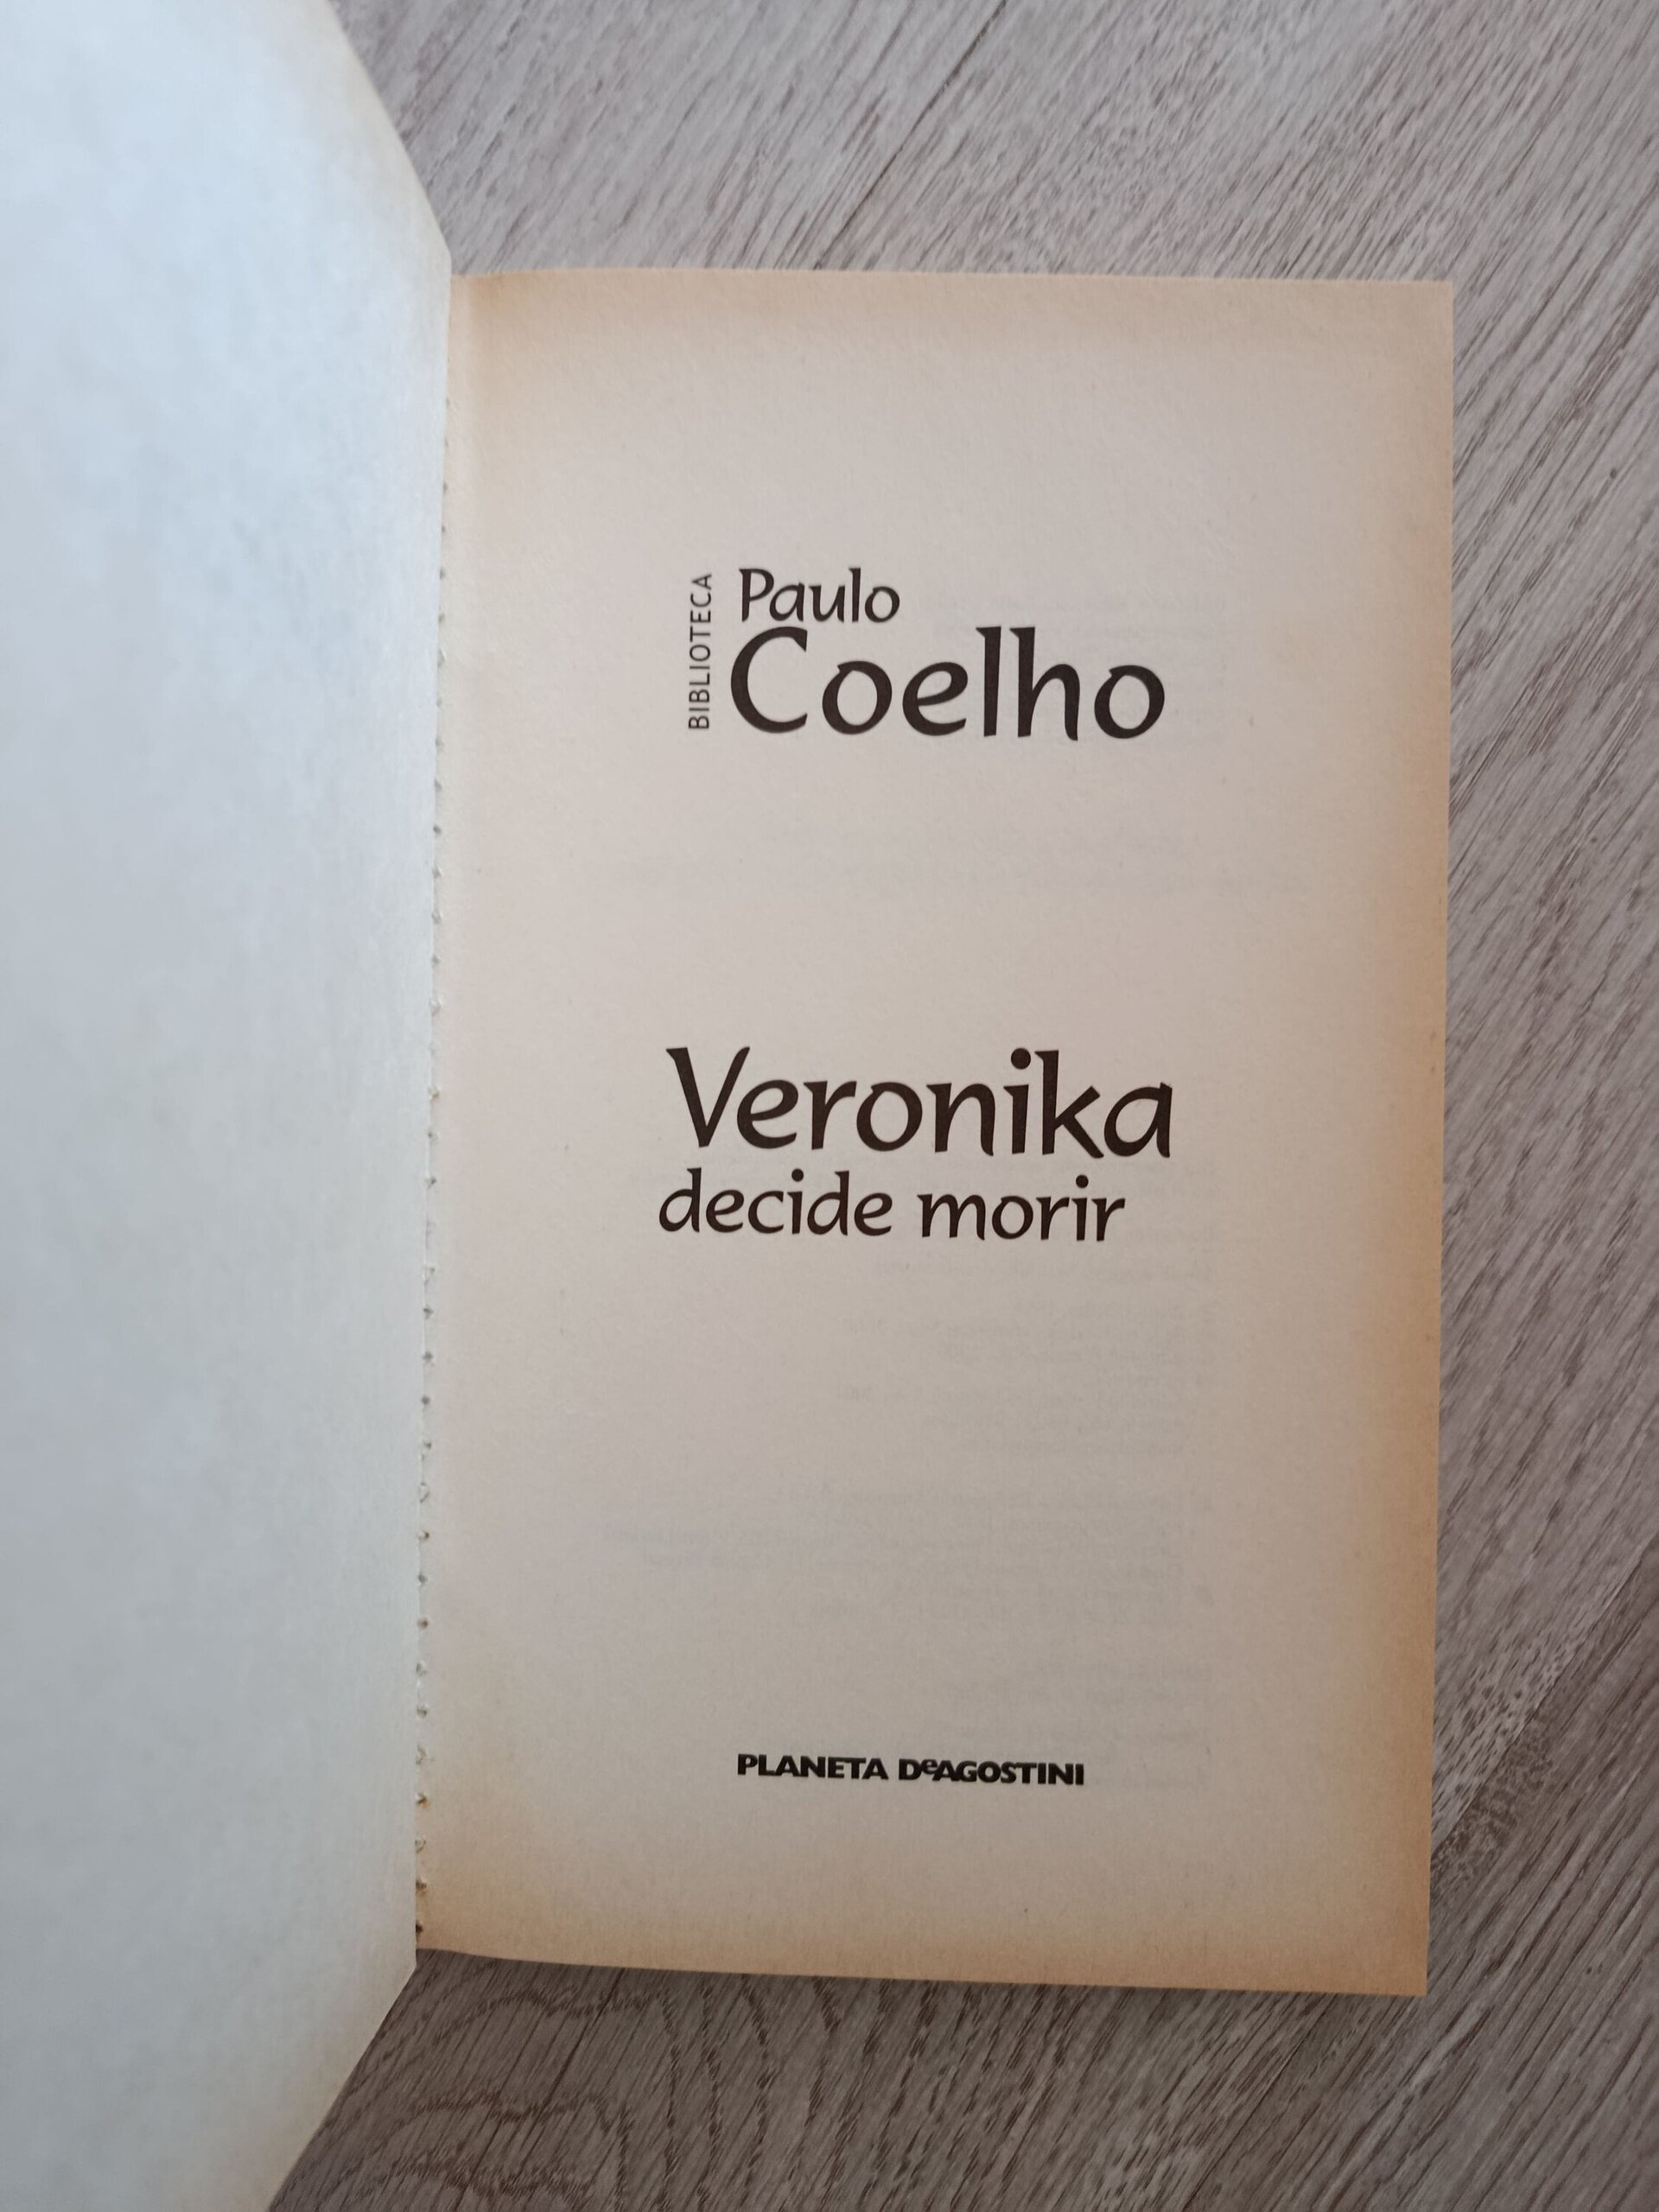 BIBLIOTECA
Paulo
Coelho
Veronika
decide morir
PLANETA DeAGOSTINI